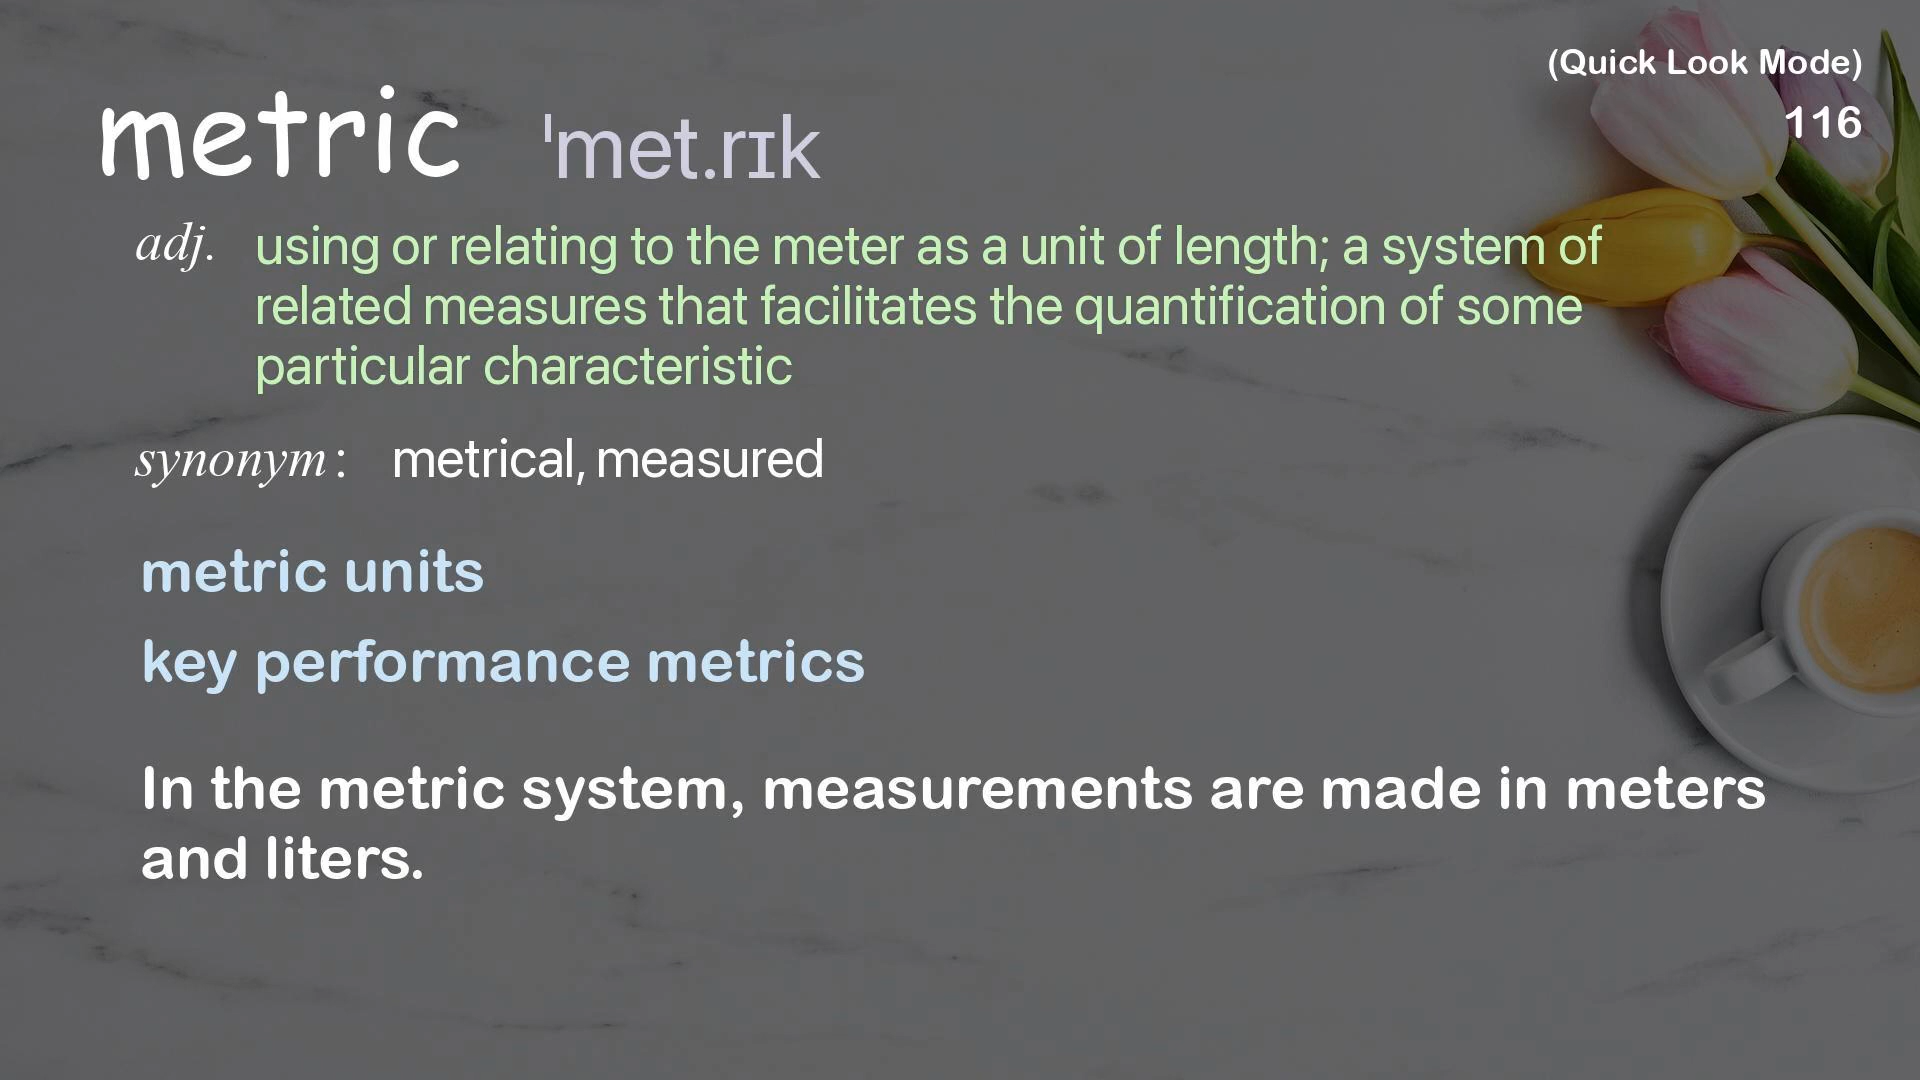 (Quick Look Mode)
116
metric ˈmet.rɪk
adj. using or relating to the meter as a unit of length; a system of
related measures that facilitates the quantification of some
particular characteristic
synonym : metrical, measured
metric units
key performance metrics
In the metric system, measurements are made in meters
and liters.